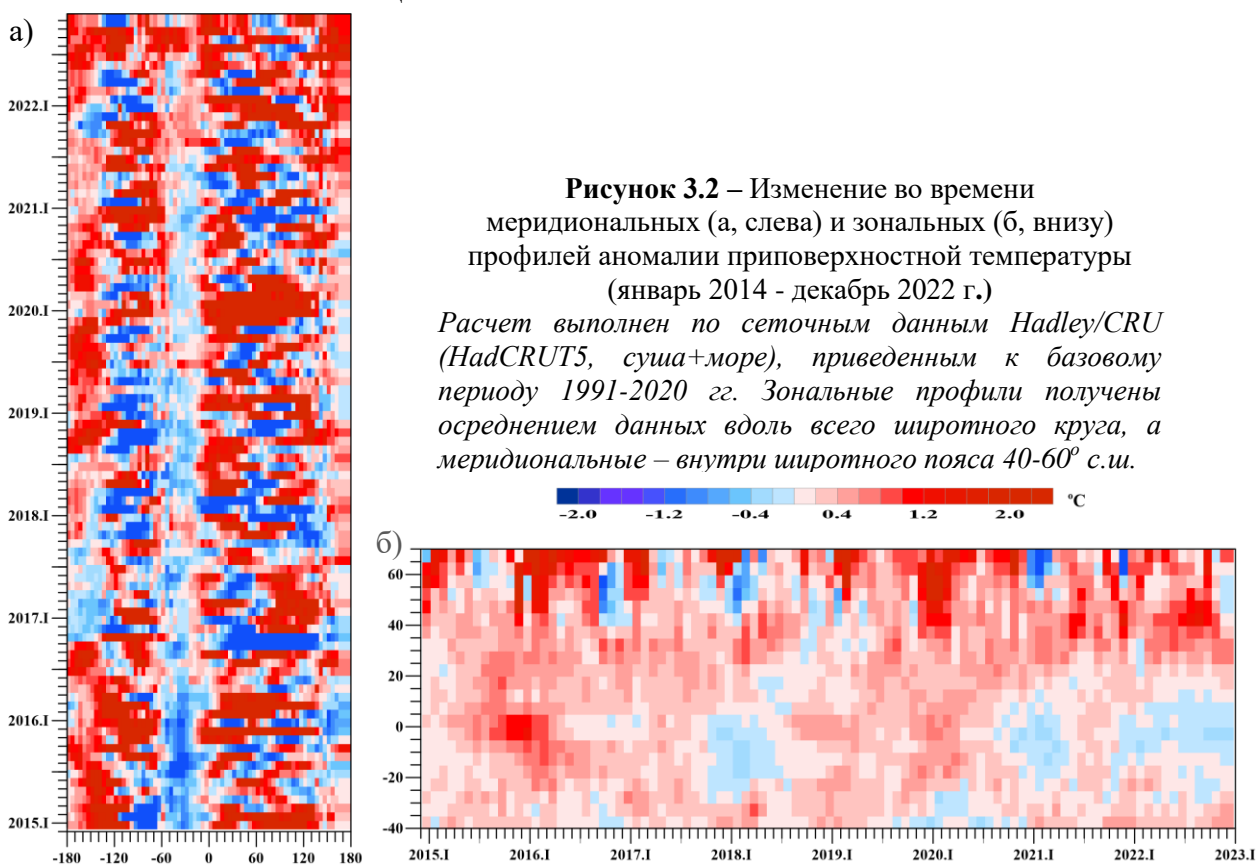 а)
2022.I
2021.I
2020.I
2019.I
2018.I
2017.I
2016.I
2015.I
-180 -120 -60 0 60 120 180
Рисунок 3.2 – Изменение во времени
меридиональных (а, слева) и зональных (б, внизу)
профилей аномалии приповерхностной температуры
(январь 2014 - декабрь 2022 г.)
Расчет выполнен по сеточным данным Hadley/CRU
(HadCRUT5, суша+море), приведенным к базовому
периоду 1991-2020 гг. Зональные профили получены
осреднением данных вдоль всего широтного круга, а
меридиональные – внутри широтного пояса 40-60° с.ш.
-2.0 -1.2 -0.4 0.4 1.2 2.0 °C
б)
60
40
20
0
-20
-40
2015.I 2016.I 2017.I 2018.I 2019.I 2020.I 2021.I 2022.I 2023.I